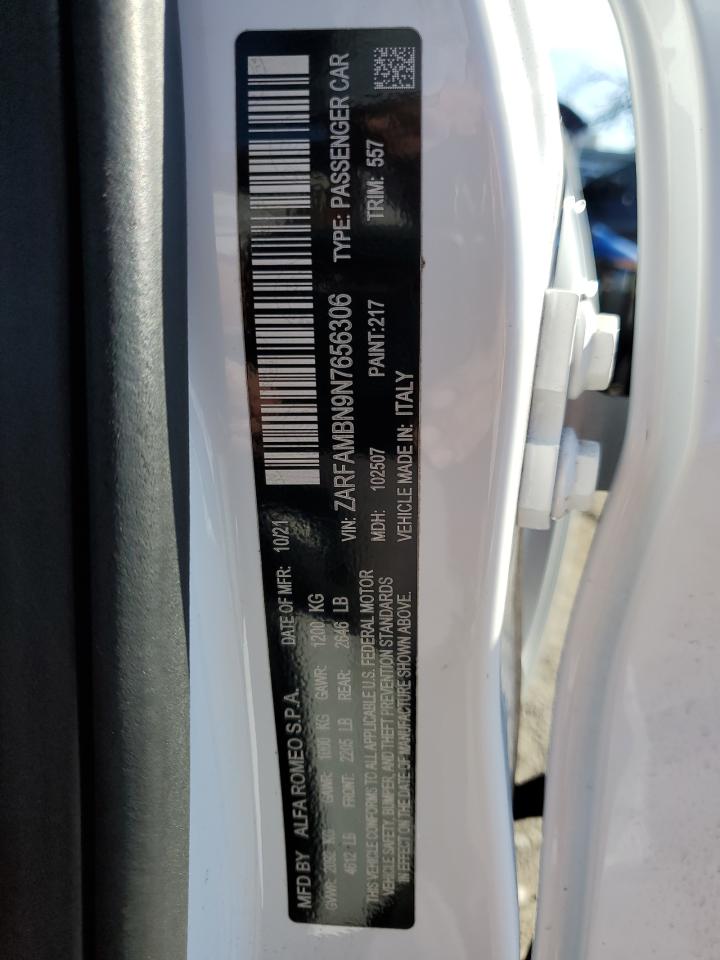 MFD BY ALFA ROMEO S.P.A. DATE OF MFR: 10/21
GVWR: 2092 KG GAWR: 1000 KG GAWR: 1200 KG
4612 LB FRONT: 2205 LB REAR: 2646 LB
THIS VEHICLE CONFORMS TO ALL APPLICABLE U.S. FEDERAL MOTOR
VEHICLE SAFETY, BUMPER, AND THEFT PREVENTION STANDARDS
IN EFFECT ON THE DATE OF MANUFACTURE SHOWN ABOVE.
VIN: ZARFAMBN9N7656306 TYPE: PASSENGER CAR
MDH: 102507 PAINT:217 TRIM: 557
VEHICLE MADE IN: ITALY